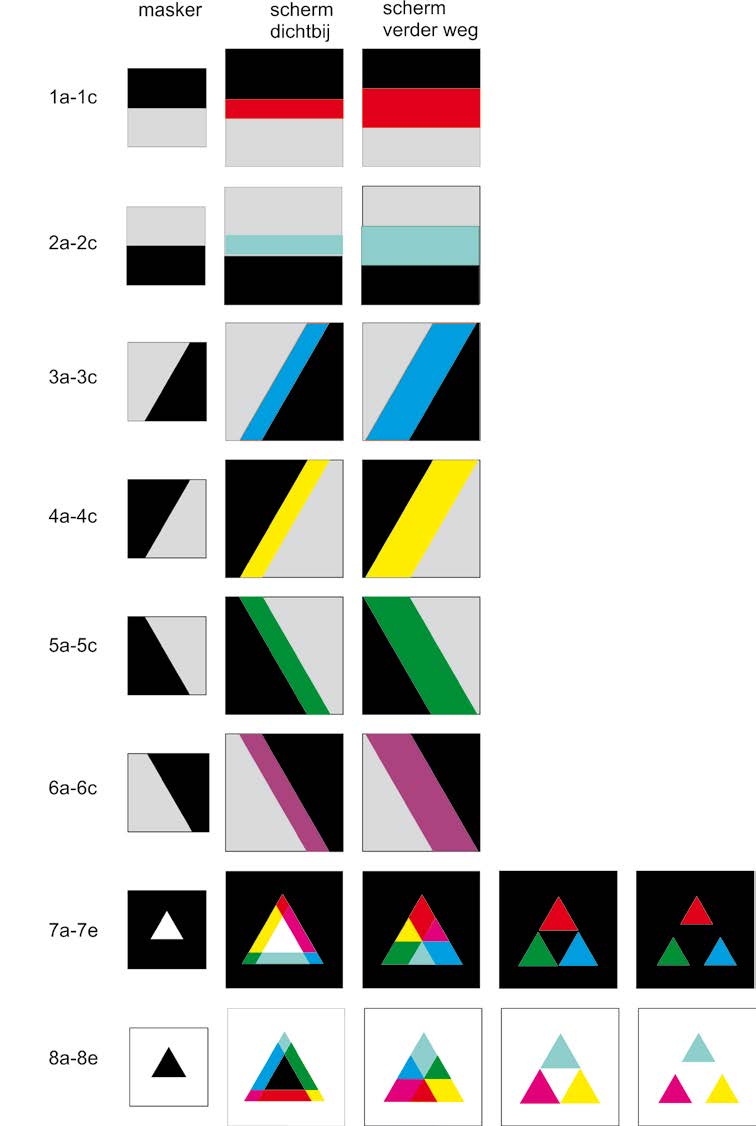 masker
scherm
dichtbij
scherm
verder weg
1a-1c
2a-2c
3a-3c
4a-4c
5a-5c
6a-6c
7a-7e
8a-8e